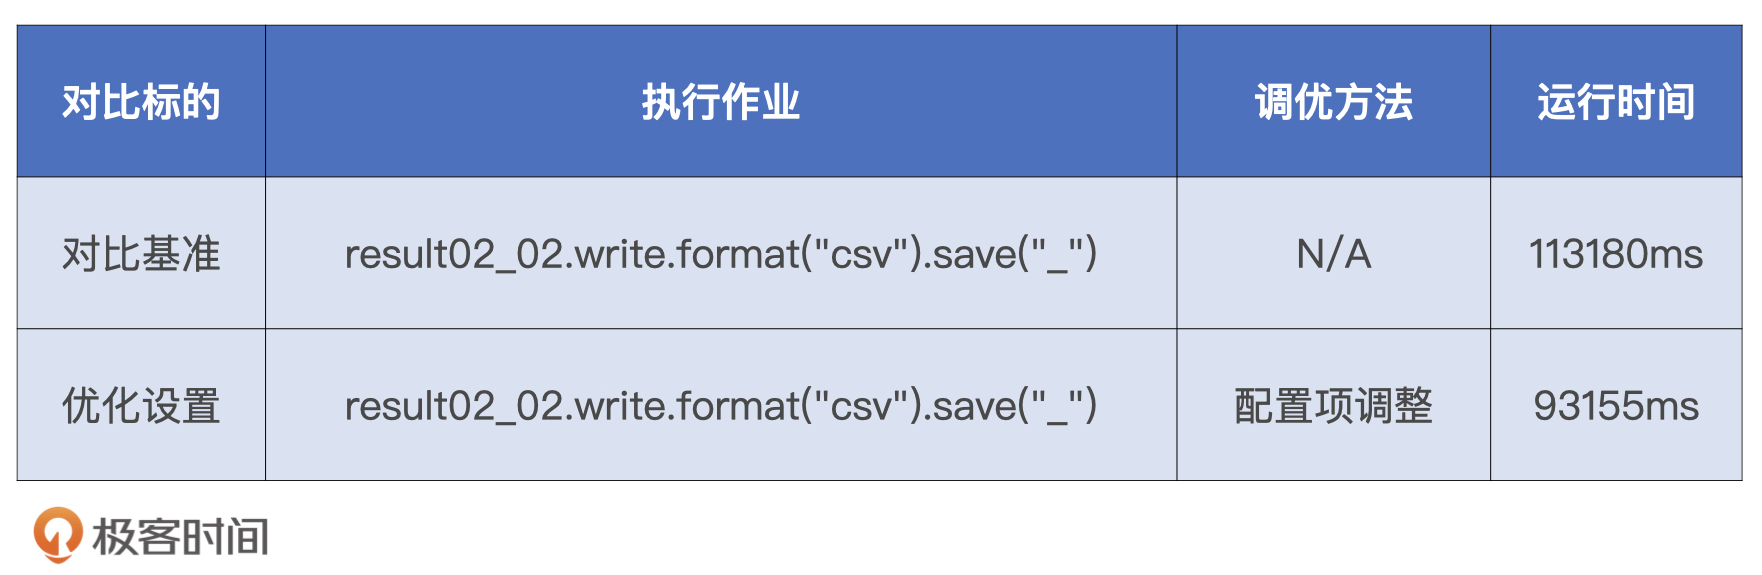 对比标的 执行作业 调优方法 运行时间
对比基准 result02_02.write.format("csv").save("_") N/A 113180ms
优化设置 result02_02.write.format("csv").save("_") 配置项调整 93155ms
极客时间